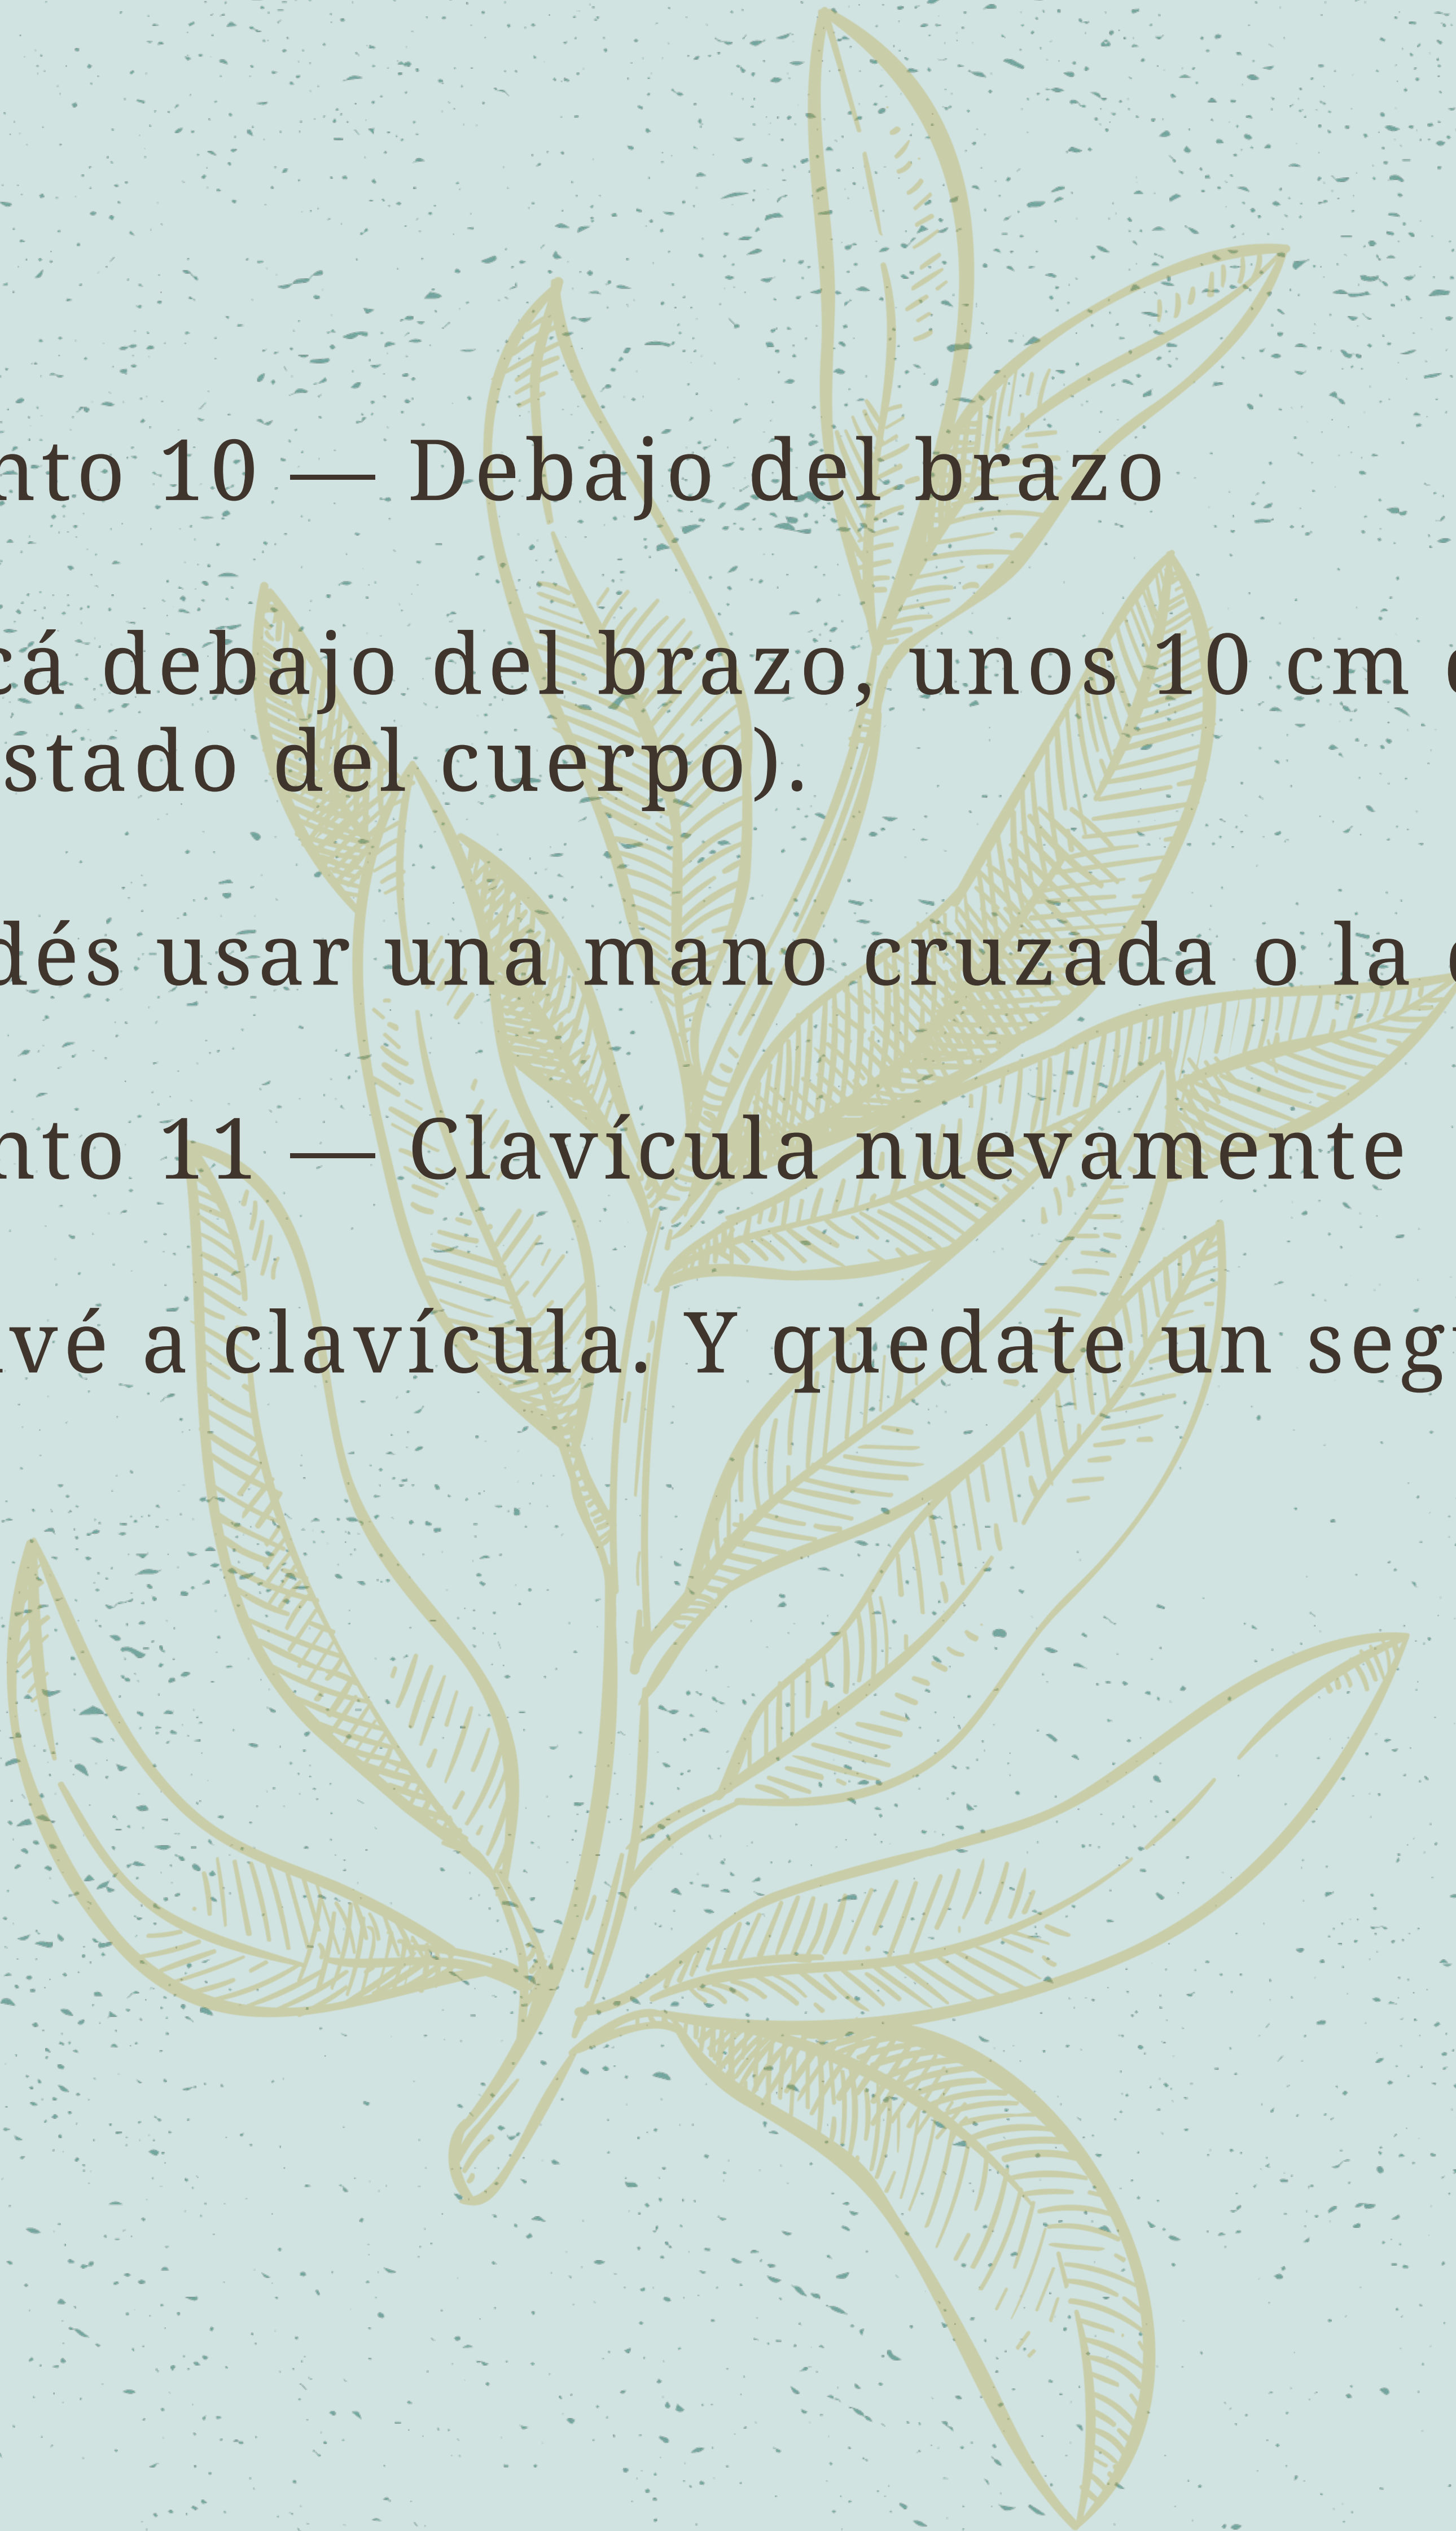 nto 10 — Debajo del brazo
cá debajo del brazo, unos 10 cm
stado del cuerpo).
dés usar una mano cruzada o la
nto 11 — Clavícula nuevamente
vé a clavícula. Y quedate un seg